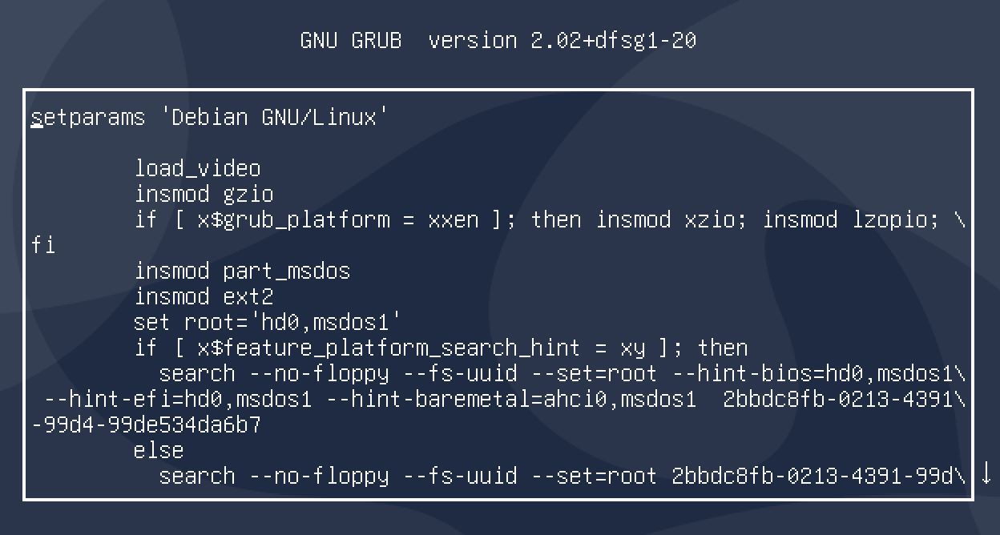 GNU GRUB  version 2.02+dfsg1-20
setparams 'Debian GNU/Linux'
        load_video
        insmod gzio
        if [ x$grub_platform = xxen ]; then insmod xzio; insmod lzopio; \
fi
        insmod part_msdos
        insmod ext2
        set root='hd0,msdos1'
        if [ x$feature_platform_search_hint = xy ]; then
          search --no-floppy --fs-uuid --set=root --hint-bios=hd0,msdos1\
 --hint-efi=hd0,msdos1 --hint-baremetal=ahci0,msdos1  2bbdc8fb-0213-4391\
-99d4-99de534da6b7
        else
          search --no-floppy --fs-uuid --set=root 2bbdc8fb-0213-4391-99d\ ↓